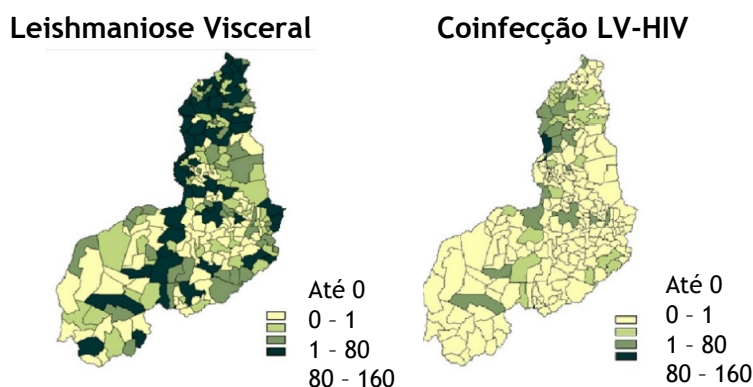 Leishmaniose Visceral
Coinfecção LV-HIV
Até 0
0 - 1
1 - 80
80 - 160
Até 0
0 - 1
1 - 80
80 - 160